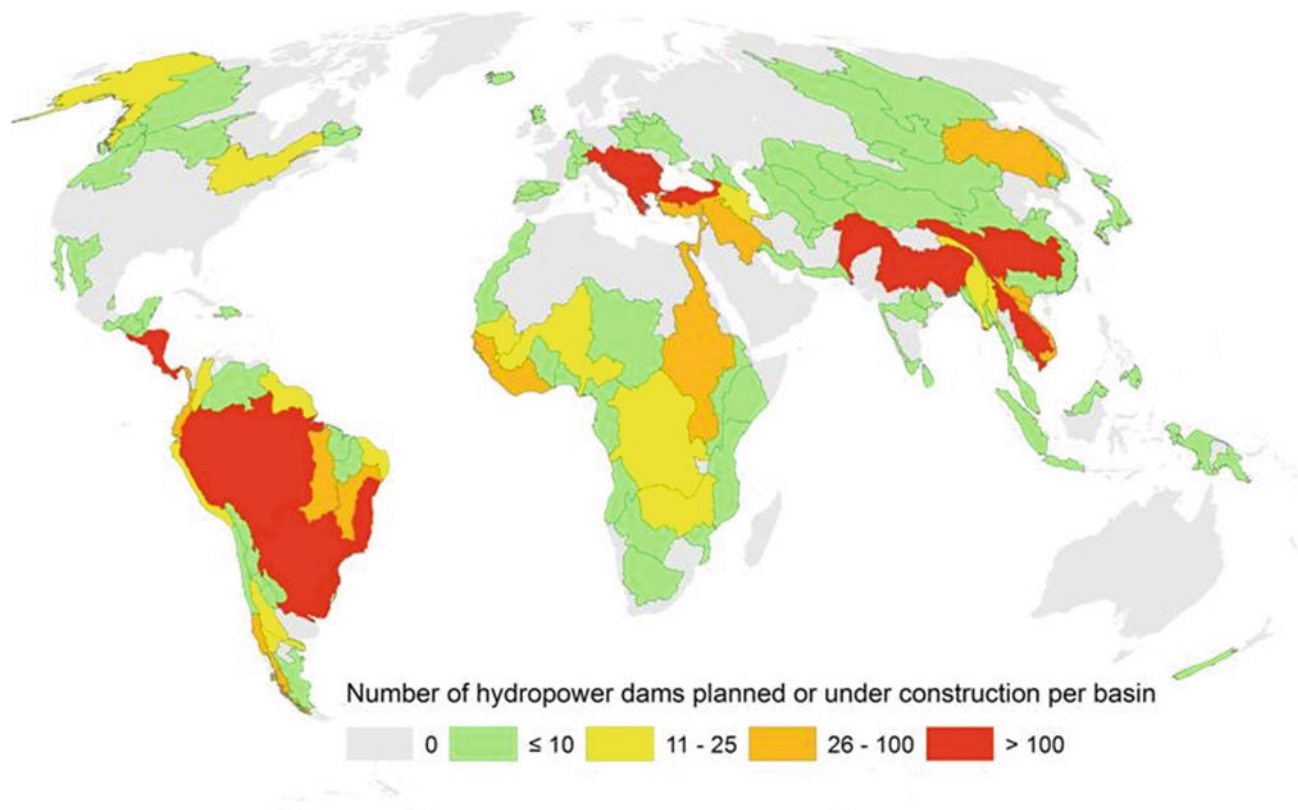 Number of hydropower dams planned or under construction per basin
0 ≤ 10 11 - 25 26 - 100 > 100